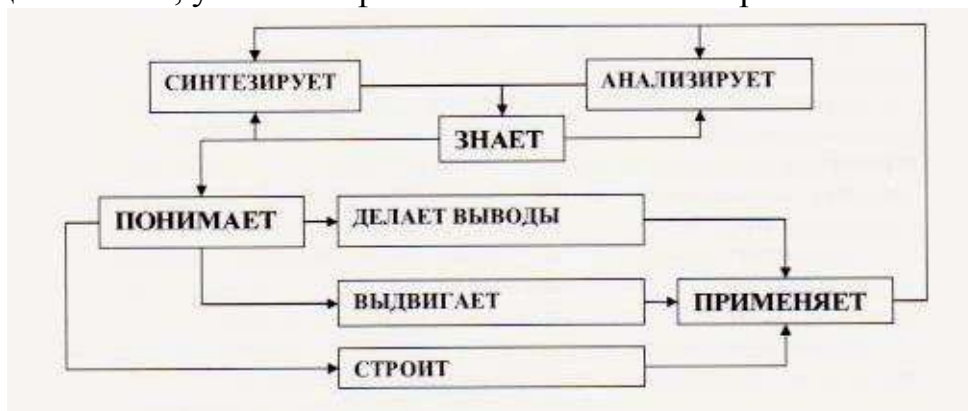 СИНТЕЗИРУЕТ
АНАЛИЗИРУЕТ
ЗНАЕТ
ПОНИМАЕТ
ДЕЛАЕТ ВЫВОДЫ
ВЫДВИГАЕТ
ПРИМЕНЯЕТ
СТРОИТ